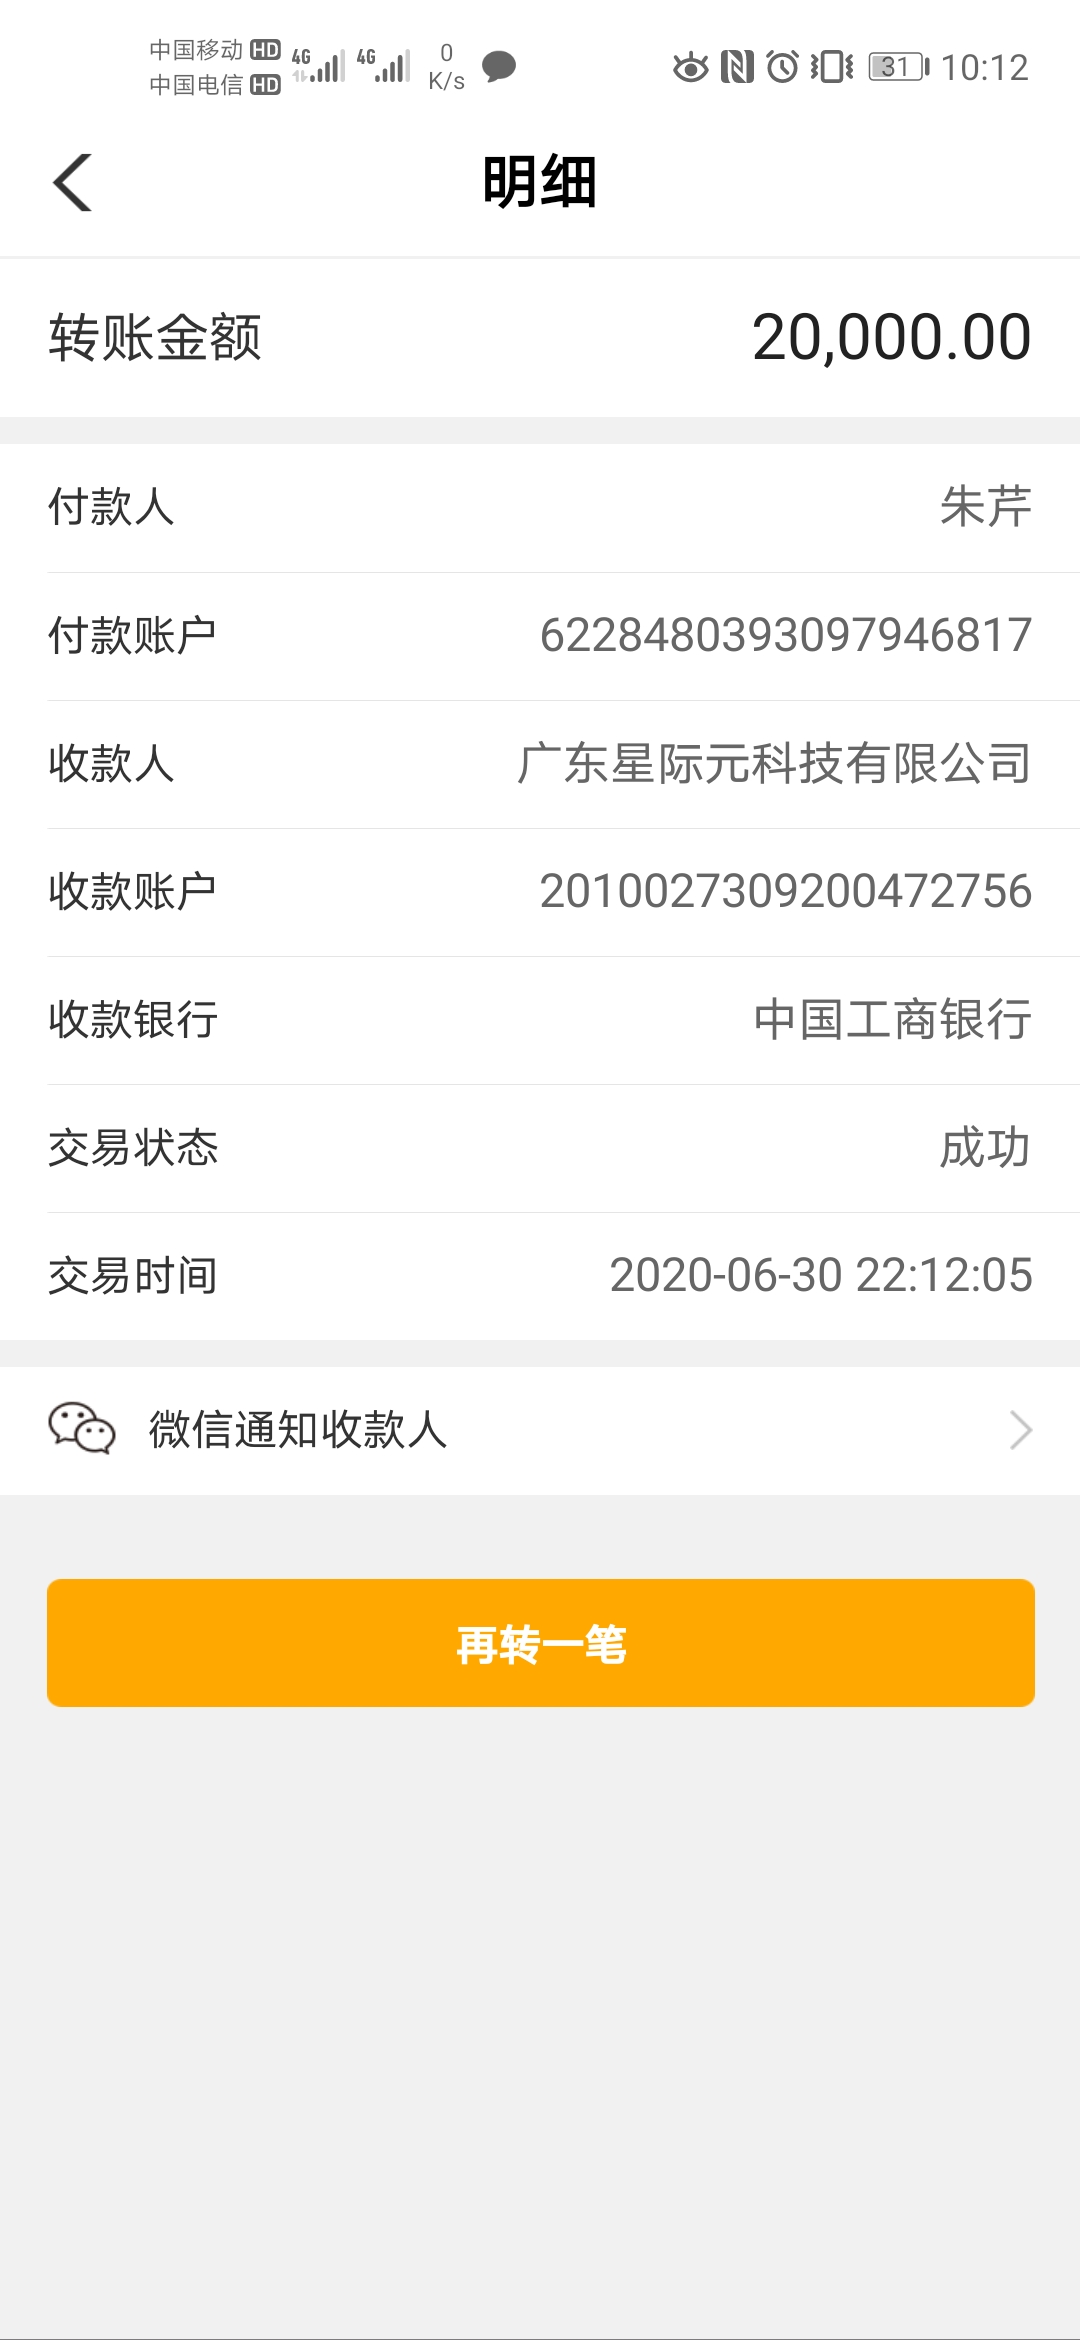 中国移动 HD 4G 4G 0 31 10:12
中国电信 HD K/s
明细
转账金额 20,000.00
付款人 朱芹
付款账户 6228480393097946817
收款人 广东星际元科技有限公司
收款账户 2010027309200472756
收款银行 中国工商银行
交易状态 成功
交易时间 2020-06-30 22:12:05
微信通知收款人
再转一笔